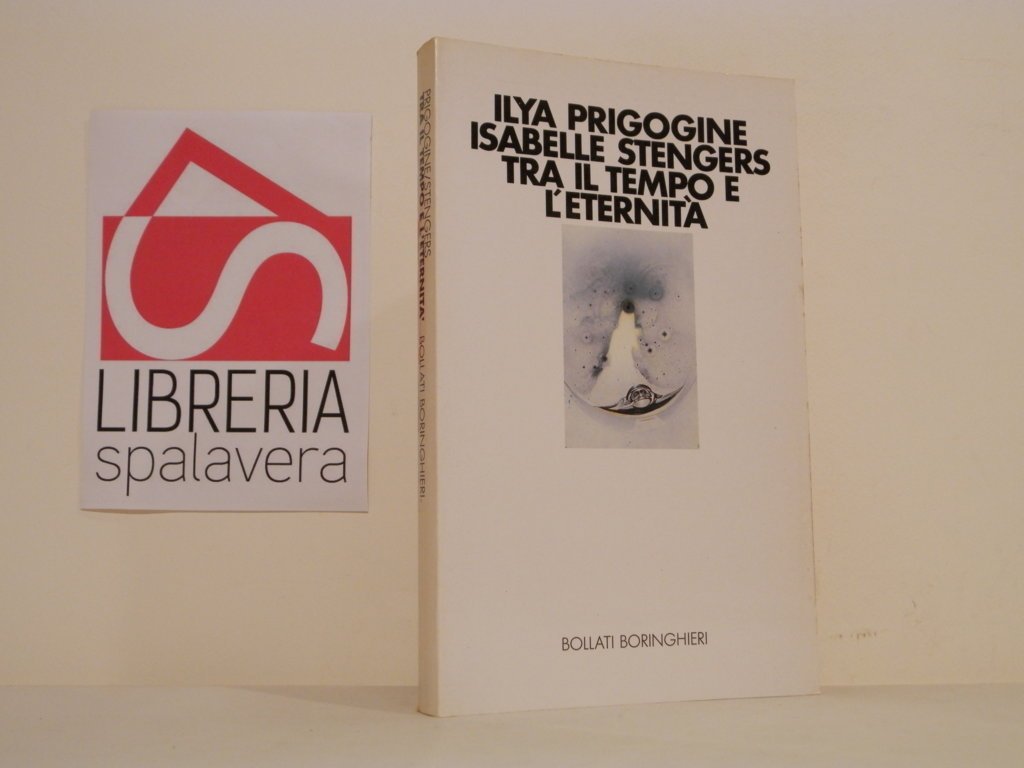 LIBRERIA
spalavera
PRIGOGINE/STENGERS
TRA IL TEMPO E L'ETERNITA'
BOLLATI BORINGHIERI
ILYA PRIGOGINE
ISABELLE STENGERS
TRA IL TEMPO E
L'ETERNITÀ
BOLLATI BORINGHIERI